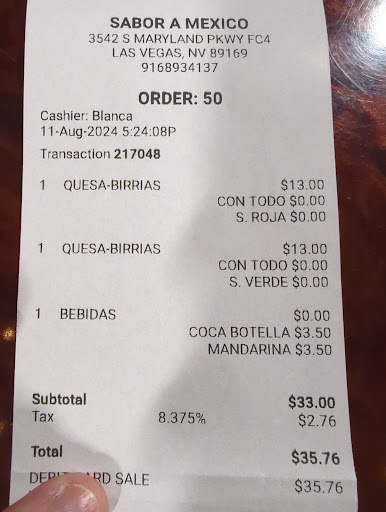 SABOR A MEXICO
3542 S MARYLAND PKWY FC4
LAS VEGAS, NV 89169
9168934137
ORDER: 50
Cashier: Blanca
11-Aug-2024 5:24:08P
Transaction 217048
1 QUESA-BIRRIAS $13.00
CON TODO $0.00
S. ROJA $0.00
1 QUESA-BIRRIAS $13.00
CON TODO $0.00
S. VERDE $0.00
1 BEBIDAS $0.00
COCA BOTELLA $3.50
MANDARINA $3.50
Subtotal $33.00
Tax 8.375% $2.76
Total $35.76
SALE $35.76